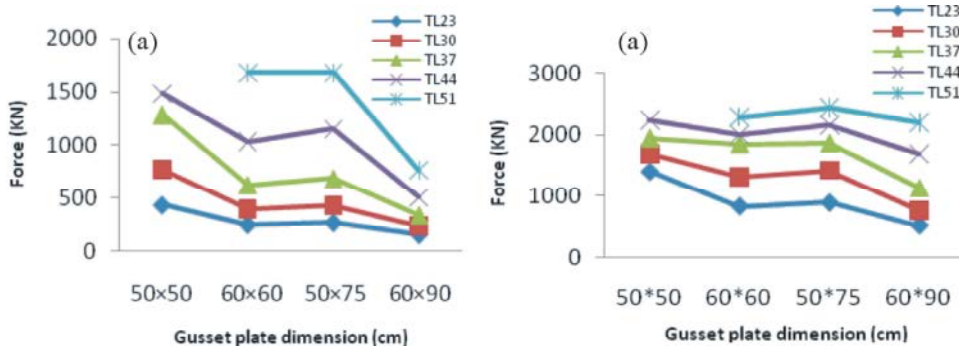 (a)
2000
1500
1000
500
0
Force (KN)
50×50 60×60 50×75 60×90
Gusset plate dimension (cm)
TL23
TL30
TL37
TL44
TL51
(a)
3000
2000
1000
0
Force (KN)
50*50 60*60 50*75 60*90
Gusset plate dimension (cm)
TL23
TL30
TL37
TL44
TL51